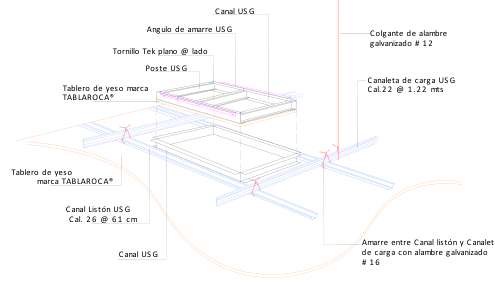 Canal USG
Angulo de amarre USG
Tornillo Tek plano @ lado
Poste USG
Tablero de yeso marca
TABLAROCA®
Colgante de alambre
galvanizado # 12
Canaleta de carga USG
Cal.22 @ 1.22 mts
Tablero de yeso
marca TABLAROCA®
Canal Listón USG
Cal. 26 @ 61 cm
Canal USG
Amarre entre Canal listón y Canalet
de carga con alambre galvanizado
# 16